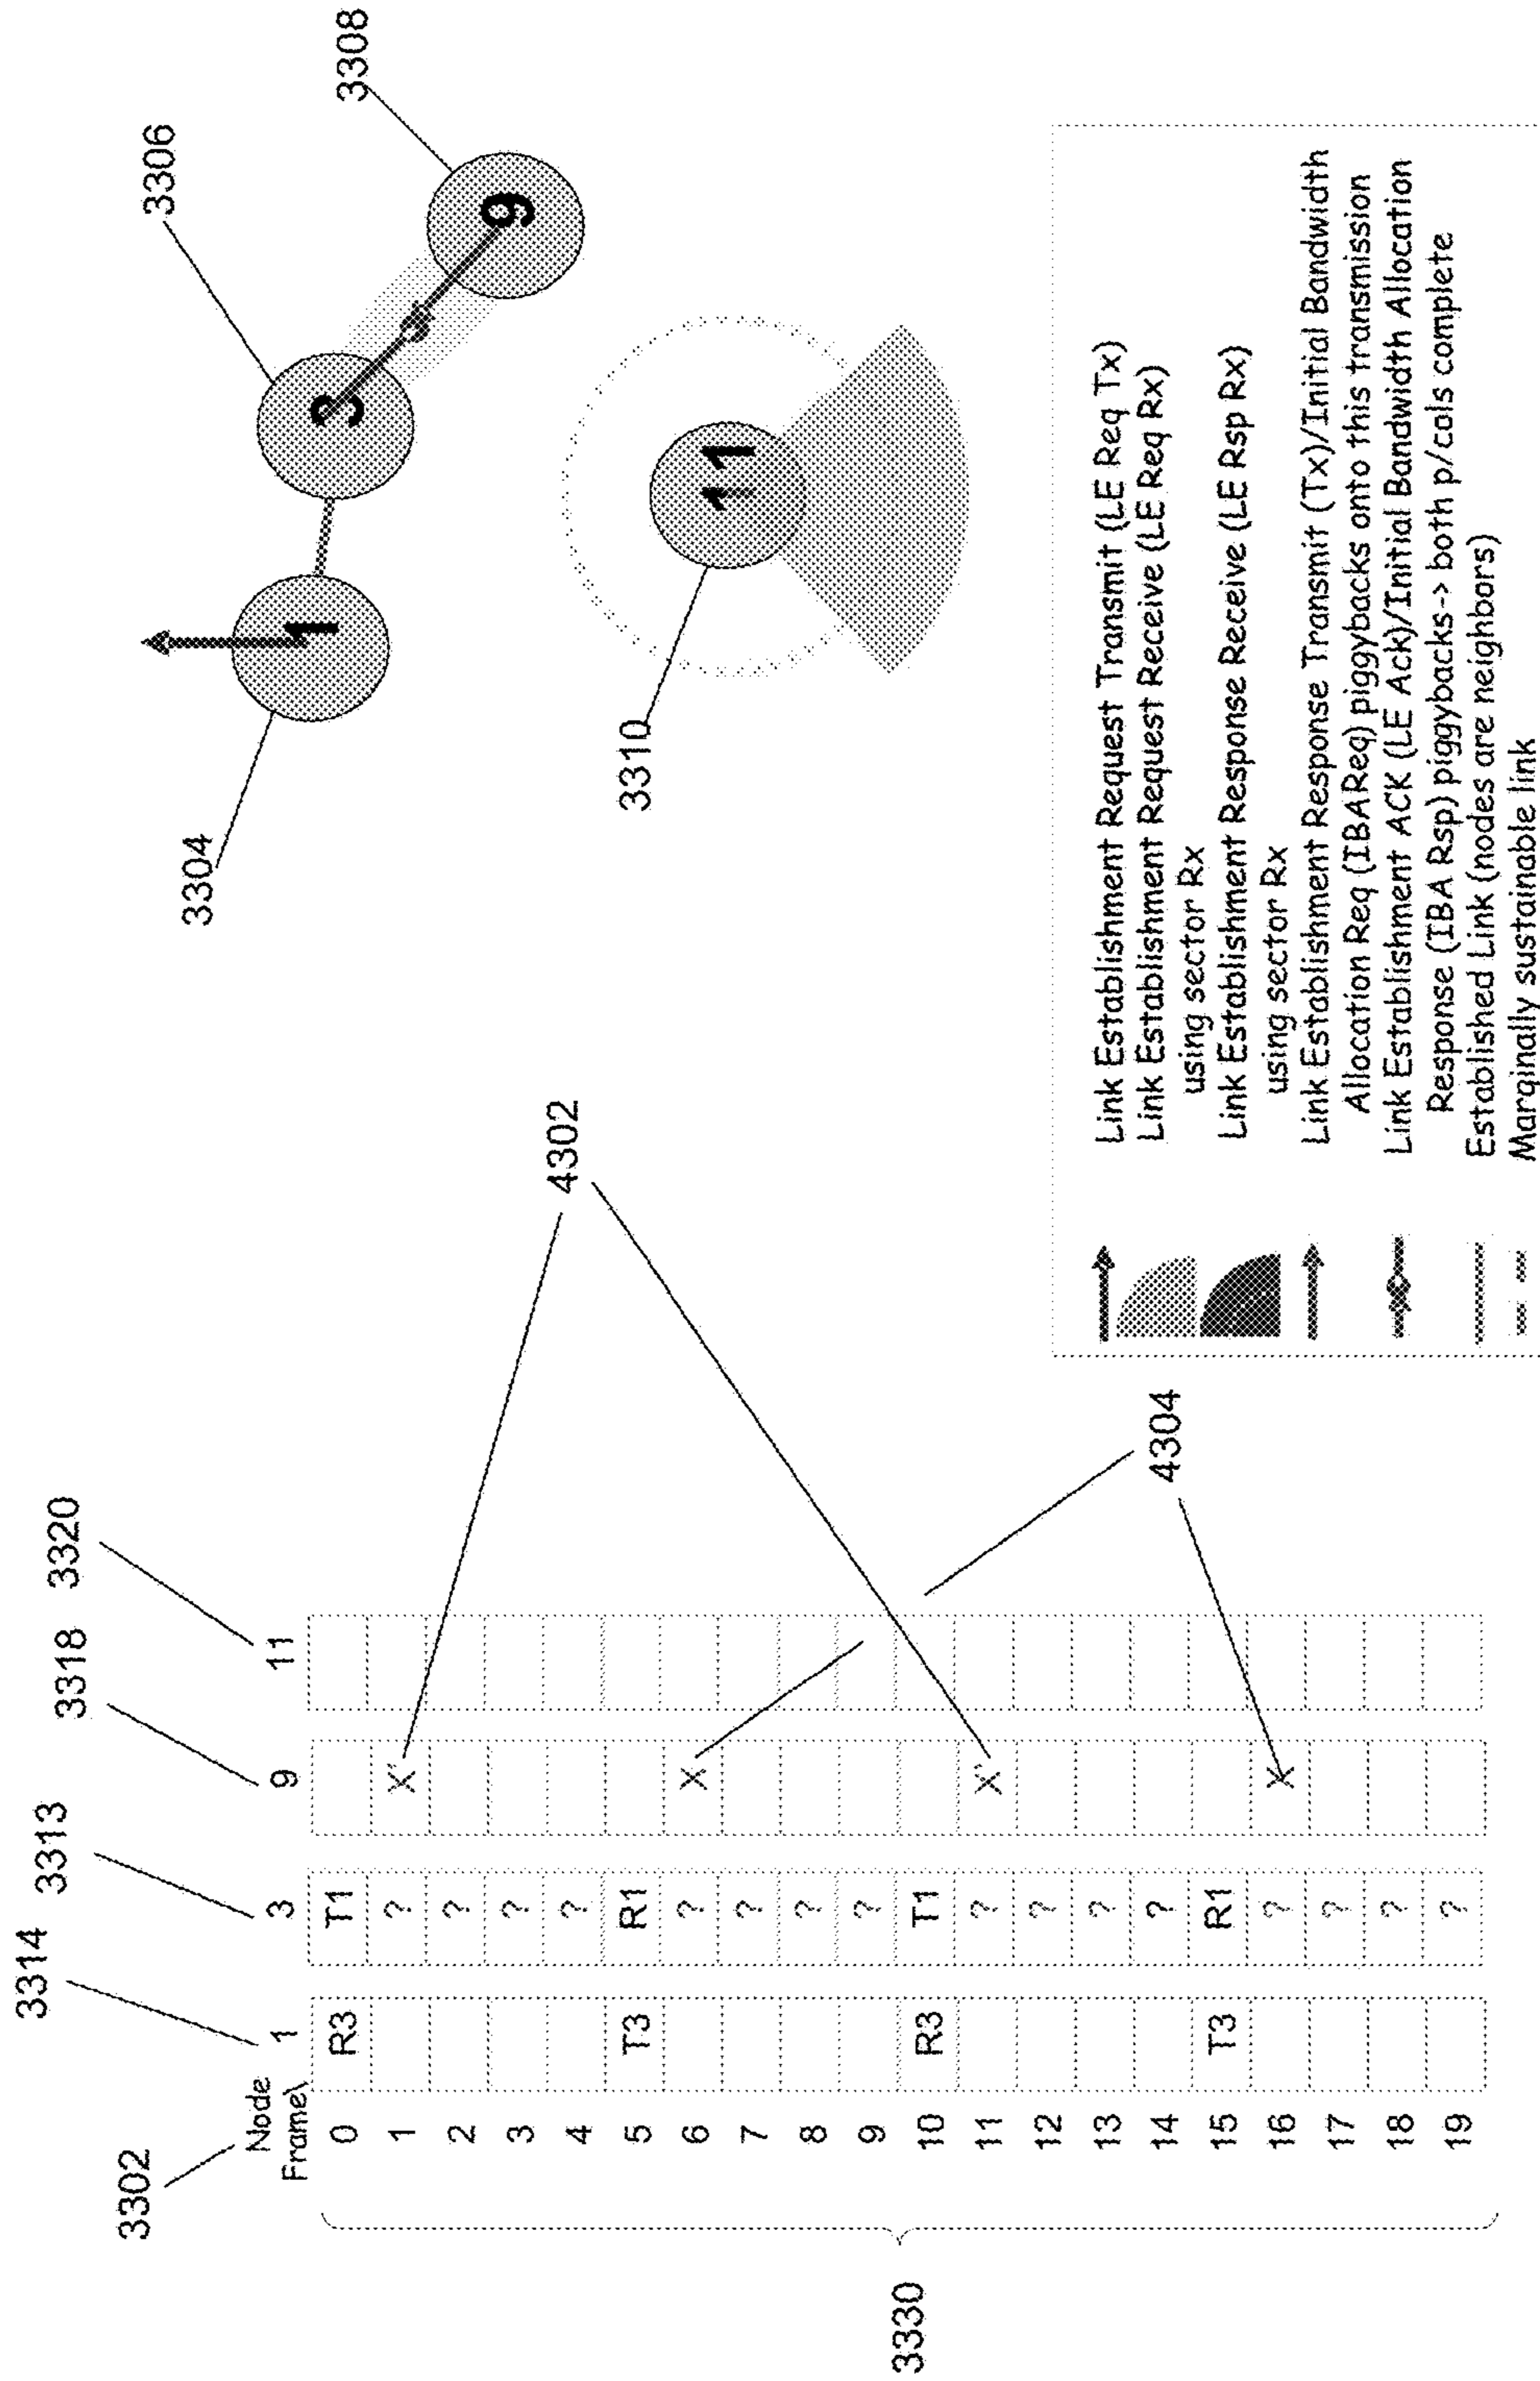 3314
3313
3318
3320
3302
Node 1 3 9 11
Frame\
0 R3 T1
1 ? X'
2 ?
3 ?
4 ?
5 T3 R1
6 ? X
7 ?
8 ?
9 ?
10 R3 T1
11 ? X'
12 ?
13 ?
14 ?
15 T3 R1
16 ? X
17 ?
18 ?
19 ?
3330
4302
4304
3304
3306
3308
3310
1
3
9
11
Link Establishment Request Transmit (LE Req Tx)
Link Establishment Request Receive (LE Req Rx)
using sector Rx
Link Establishment Response Receive (LE Rsp Rx)
using sector Rx
Link Establishment Response Transmit (Tx)/Initial Bandwidth
Allocation Req (IBAReq) piggybacks onto this transmission
Link Establishment ACK (LE Ack)/Initial Bandwidth Allocation
Response (IBA Rsp) piggybacks-> both p/cals complete
Established Link (nodes are neighbors)
Marginally sustainable link